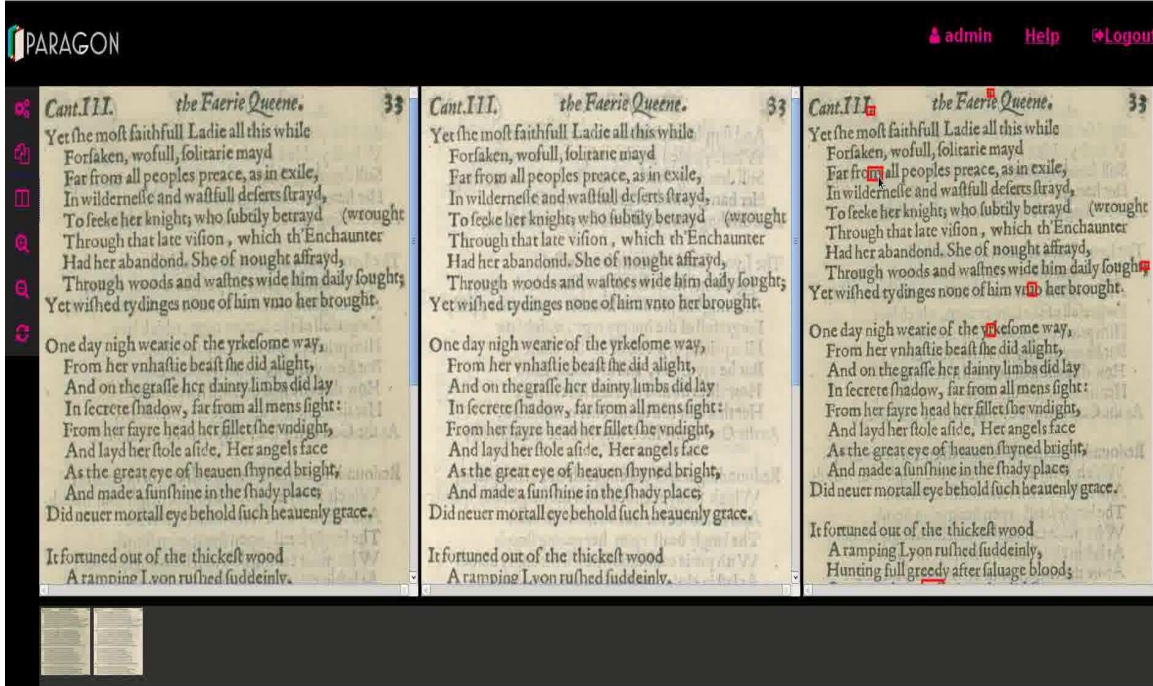 PARAGON
admin Help Logout
Cant.III. the Faerie Queene. 33
Yet ſhe moſt faithfull Ladie all this while
Forſaken, wofull, ſolitarie mayd
Far from all peoples preace, as in exile,
In wilderneſſe and waſtfull deſerts ſtrayd,
To ſeeke her knight; who ſubtily betrayd (wrought
Through that late viſion, which th'Enchaunter
Had her abandond. She of nought affrayd,
Through woods and waſtnes wide him daily ſought;
Yet wiſhed tydinges none of him vnto her brought.
One day nigh wearie of the yrkeſome way,
From her vnhaſtie beaſt ſhe did alight,
And on the graſſe her dainty limbs did lay
In ſecrete ſhadow, far from all mens ſight:
From her fayre head her fillet ſhe vndight,
And layd her ſtole aſide, Her angels face
As the great eye of heauen ſhyned bright,
And made a ſunſhine in the ſhady place;
Did neuer mortall eye behold ſuch heauenly grace.
It fortuned out of the thickeſt wood
A ramping Lyon ruſhed ſuddeinly,
Cant.III. the Faerie Queene. 33
Yet ſhe moſt faithfull Ladie all this while
Forſaken, wofull, ſolitarie mayd
Far from all peoples preace, as in exile,
In wilderneſſe and waſtfull deſerts ſtrayd,
To ſeeke her knight; who ſubtily betrayd (wrought
Through that late viſion, which th'Enchaunter
Had her abandond. She of nought affrayd,
Through woods and waſtnes wide him daily ſought;
Yet wiſhed tydinges none of him vnto her brought.
One day nigh wearie of the yrkeſome way,
From her vnhaſtie beaſt ſhe did alight,
And on the graſſe her dainty limbs did lay
In ſecrete ſhadow, far from all mens ſight:
From her fayre head her fillet ſhe vndight,
And layd her ſtole aſide, Her angels face
As the great eye of heauen ſhyned bright,
And made a ſunſhine in the ſhady place;
Did neuer mortall eye behold ſuch heauenly grace.
It fortuned out of the thickeſt wood
A ramping Lyon ruſhed ſuddeinly,
Cant.III. the Faerie Queene. 33
Yet ſhe moſt faithfull Ladie all this while
Forſaken, wofull, ſolitarie mayd
Far from all peoples preace, as in exile,
In wilderneſſe and waſtfull deſerts ſtrayd,
To ſeeke her knight; who ſubtily betrayd (wrought
Through that late viſion, which th'Enchaunter
Had her abandond. She of nought affrayd,
Through woods and waſtnes wide him daily ſought;
Yet wiſhed tydinges none of him vnto her brought.
One day nigh wearie of the yrkeſome way,
From her vnhaſtie beaſt ſhe did alight,
And on the graſſe her dainty limbs did lay
In ſecrete ſhadow, far from all mens ſight:
From her fayre head her fillet ſhe vndight,
And layd her ſtole aſide, Her angels face
As the great eye of heauen ſhyned bright,
And made a ſunſhine in the ſhady place;
Did neuer mortall eye behold ſuch heauenly grace.
It fortuned out of the thickeſt wood
A ramping Lyon ruſhed ſuddeinly,
Hunting full greedy after ſaluage blood;